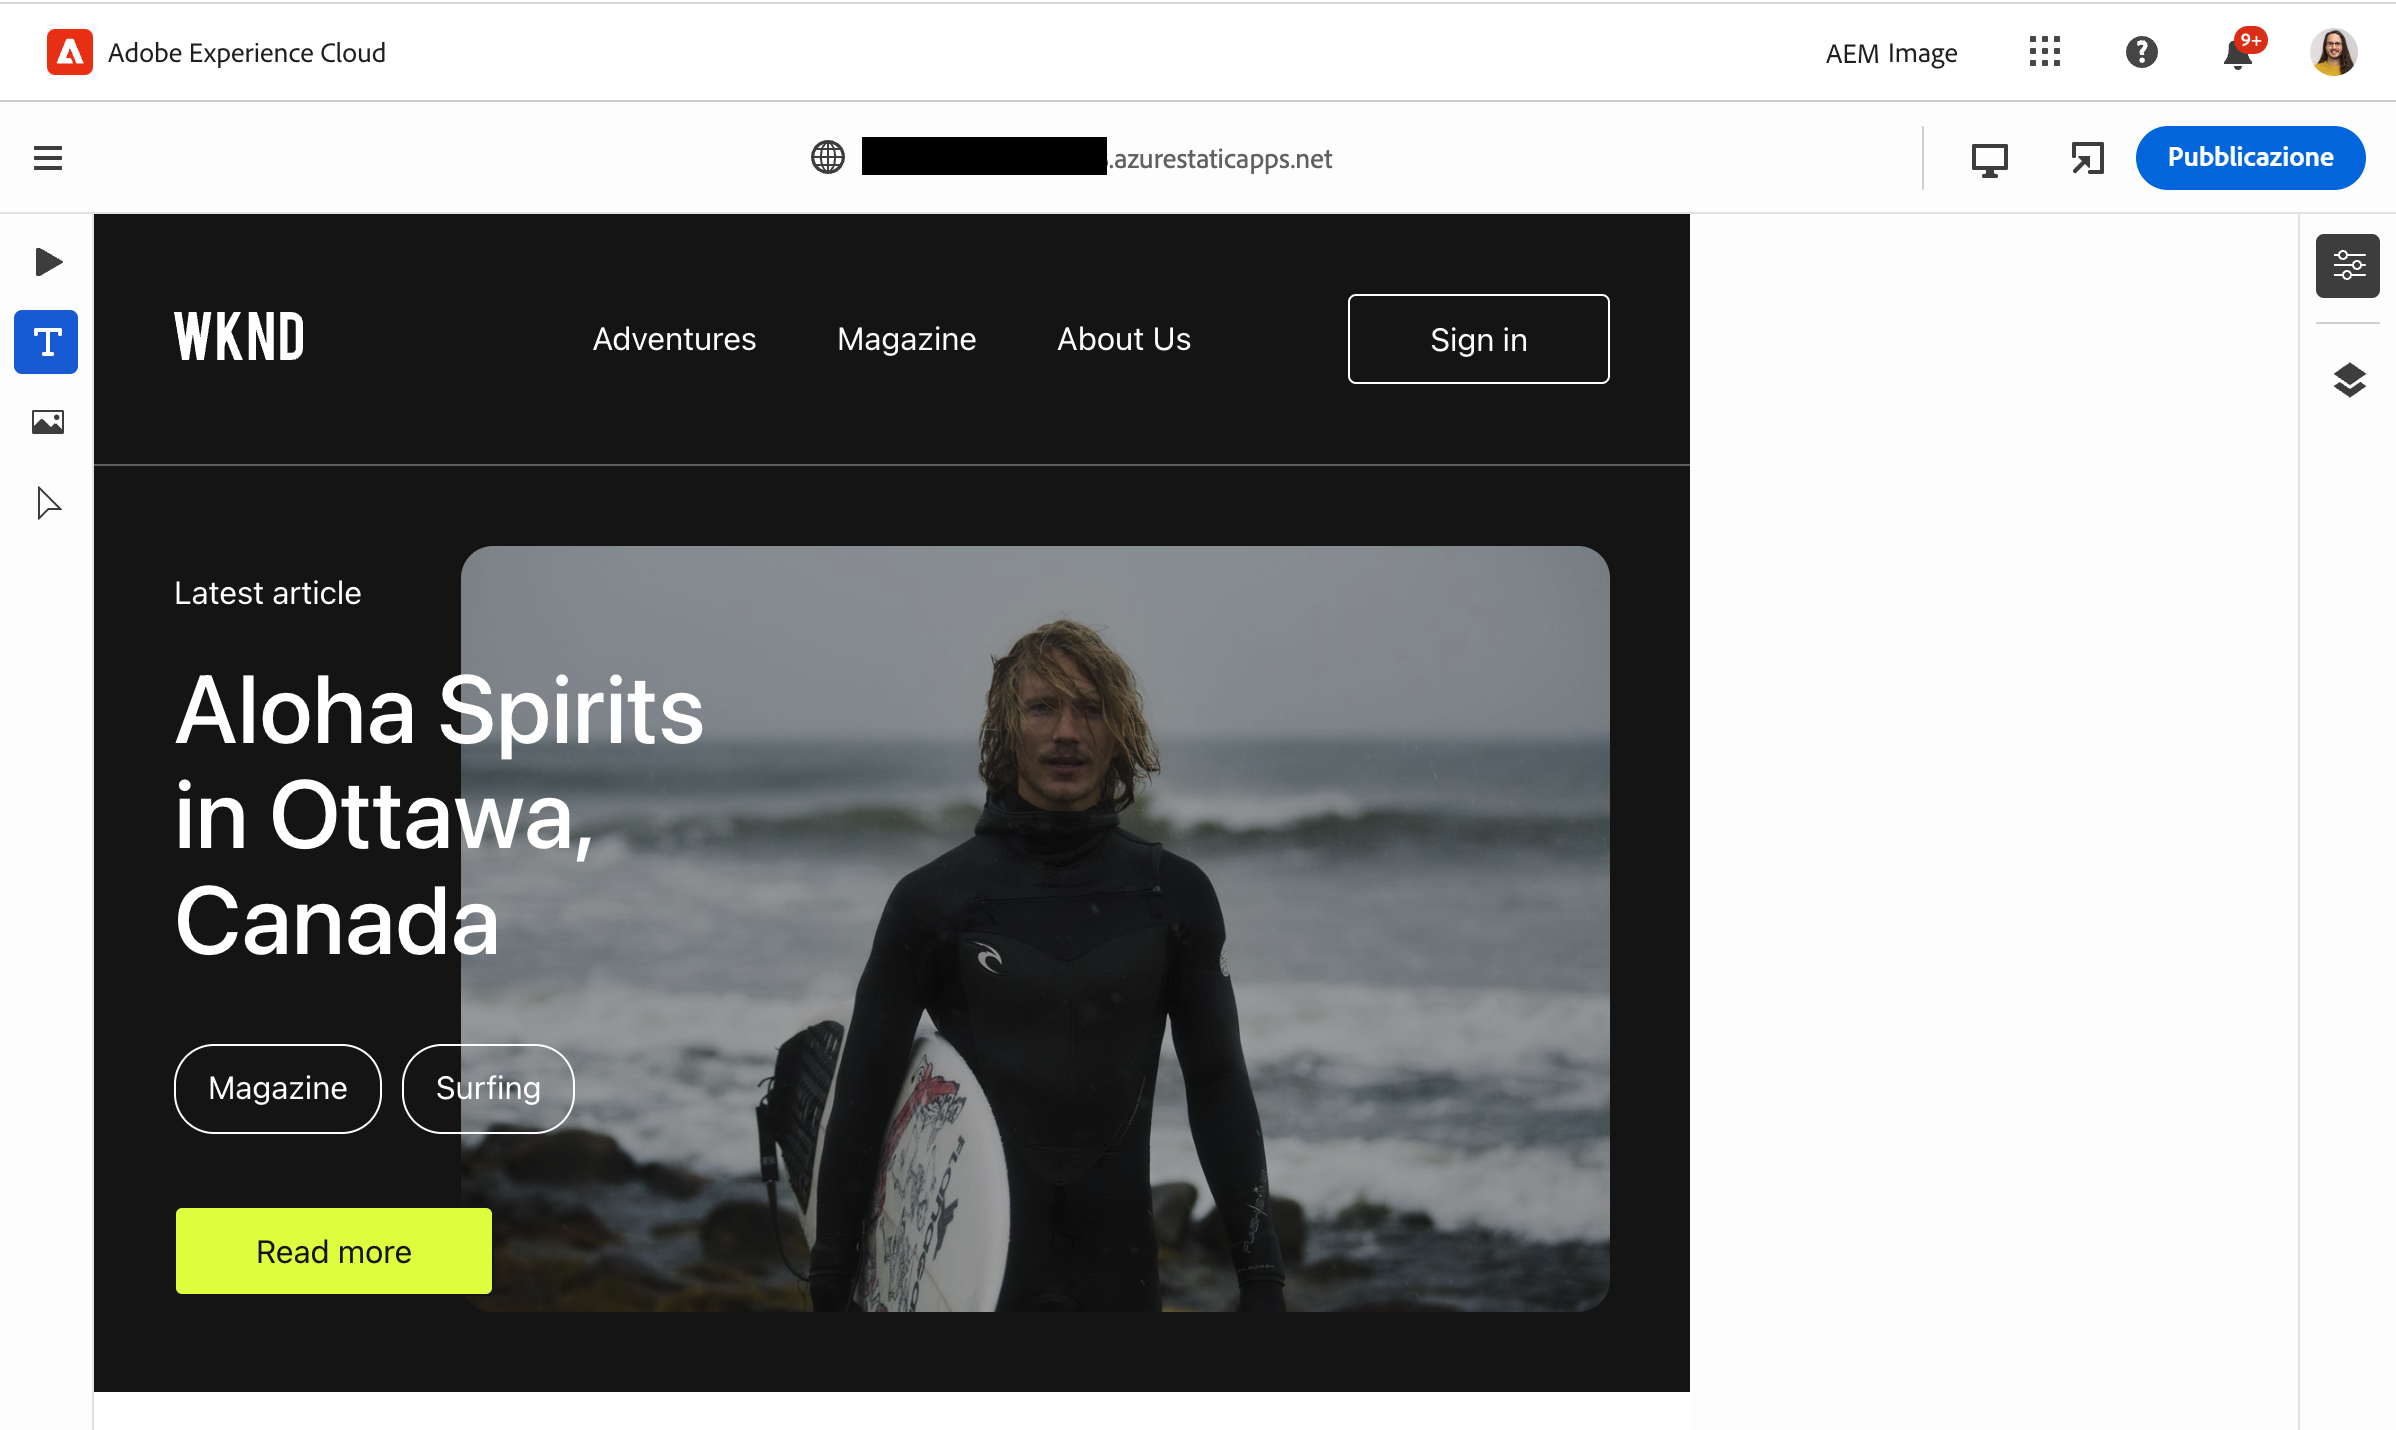 Adobe Experience Cloud
AEM Image
9+
.azurestaticapps.net
Pubblicazione
WKND
Adventures
Magazine
About Us
Sign in
Latest article
Aloha Spirits
in Ottawa,
Canada
Magazine
Surfing
Read more